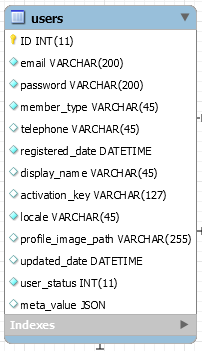 users
ID INT(11)
email VARCHAR(200)
password VARCHAR(200)
member_type VARCHAR(45)
telephone VARCHAR(45)
registered_date DATETIME
display_name VARCHAR(45)
activation_key VARCHAR(127)
locale VARCHAR(45)
profile_image_path VARCHAR(255)
updated_date DATETIME
user_status INT(11)
meta_value JSON
Indexes